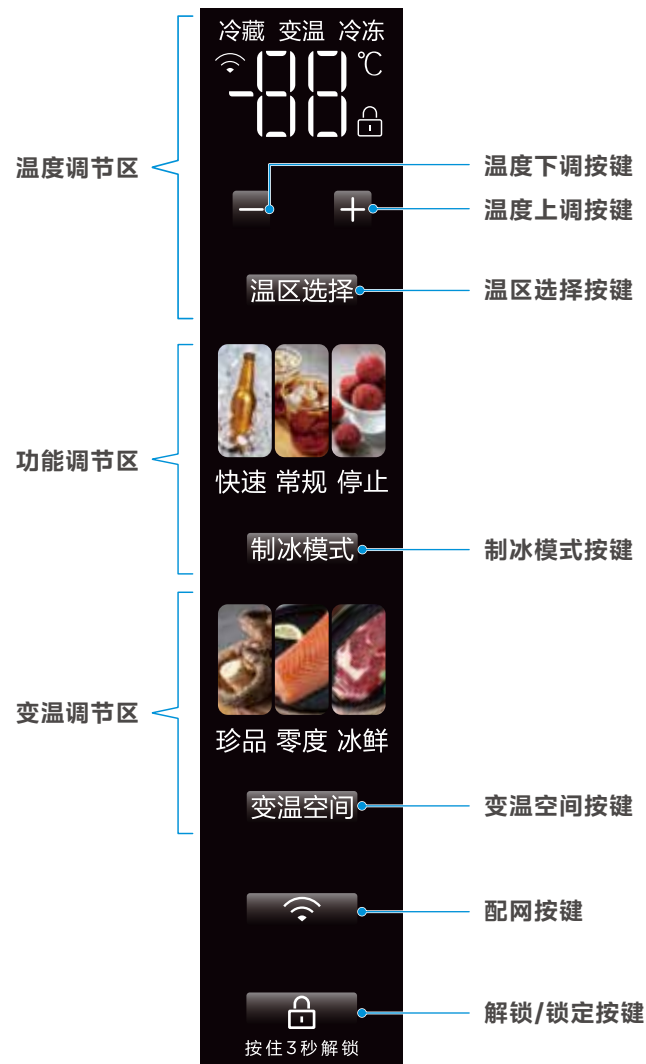 冷藏 变温 冷冻
-88 ℃
温度调节区
温度下调按键
－ ＋
温度上调按键
温区选择
温区选择按键
功能调节区
快速 常规 停止
制冰模式
制冰模式按键
变温调节区
珍品 零度 冰鲜
变温空间
变温空间按键
配网按键
解锁/锁定按键
按住3秒解锁